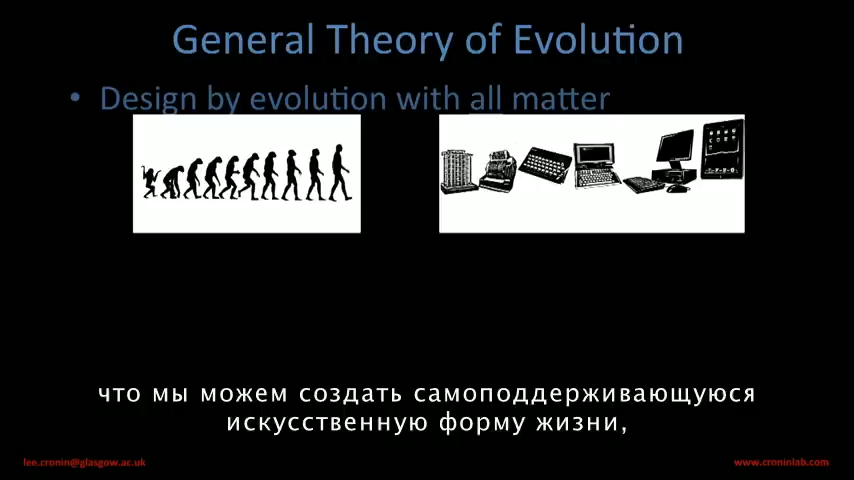 General Theory of Evolution
• Design by evolution with all matter
что мы можем создать самоподдерживающуюся
искусственную форму жизни,
lee.cronin@glasgow.ac.uk
www.croninlab.com